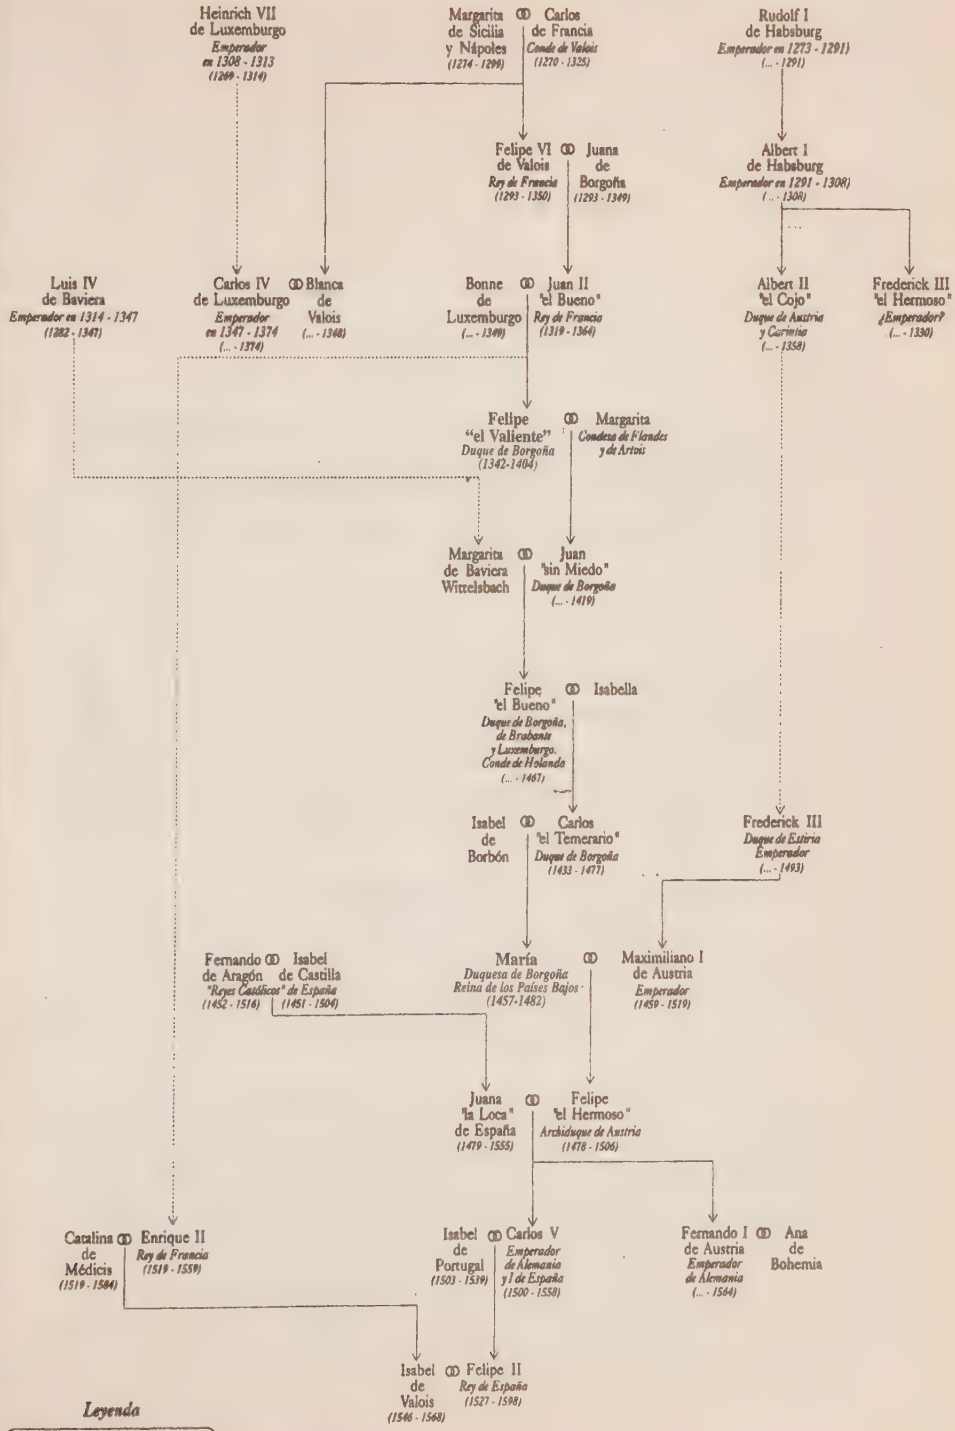 Heinrich VII
de Luxemburgo
Emperador
en 1308 - 1313
(1269 - 1314)
Margarita
de Sicilia
y Nápoles
(1274 - 1299)
Carlos
de Francia
Conde de Valois
(1270 - 1325)
Rudolf I
de Habsburg
Emperador en 1273 - 1291)
(... - 1291)
Felipe VI
de Valois
Rey de Francia
(1293 - 1350)
Juana
de
Borgoña
(1293 - 1349)
Albert I
de Habsburg
Emperador en 1291 - 1308)
(... - 1308)
Luis IV
de Baviera
Emperador en 1314 - 1347
(1282 - 1347)
Carlos IV
de Luxemburgo
Emperador
en 1347 - 1374
(... - 1374)
Blanca
de
Valois
(... - 1348)
Bonne
de
Luxemburgo
(... - 1349)
Juan II
"el Bueno"
Rey de Francia
(1319 - 1364)
Albert II
"el Cojo"
Duque de Austria
y Carintia
(... - 1358)
Frederick III
"el Hermoso"
¿Emperador?
(... - 1330)
Felipe
“el Valiente”
Duque de Borgoña
(1342-1404)
Margarita
Condesa de Flandes
y de Artois
Margarita
de Baviera
Wittelsbach
Juan
"sin Miedo"
Duque de Borgoña
(... - 1419)
Felipe
"el Bueno"
Duque de Borgoña,
de Brabante
y Luxemburgo.
Conde de Holanda
(... - 1467)
Isabella
Isabel
de
Borbón
Carlos
"el Temerario"
Duque de Borgoña
(1433 - 1477)
Frederick III
Duque de Estiria
Emperador
(... - 1493)
Fernando
de Aragón
Isabel
de Castilla
"Reyes Católicos" de España
(1452 - 1516)
(1451 - 1504)
María
Duquesa de Borgoña
Reina de los Países Bajos
(1457-1482)
Maximiliano I
de Austria
Emperador
(1459 - 1519)
Juana
"la Loca"
de España
(1479 - 1555)
Felipe
"el Hermoso"
Archiduque de Austria
(1478 - 1506)
Catalina
de
Médicis
(1519 - 1584)
Enrique II
Rey de Francia
(1519 - 1559)
Isabel
de
Portugal
(1503 - 1539)
Carlos V
Emperador
de Alemania
y I de España
(1500 - 1558)
Fernando I
de Austria
Emperador
de Alemania
(... - 1564)
Ana
de
Bohemia
Isabel
de
Valois
(1546 - 1568)
Felipe II
Rey de España
(1527 - 1598)
Leyenda